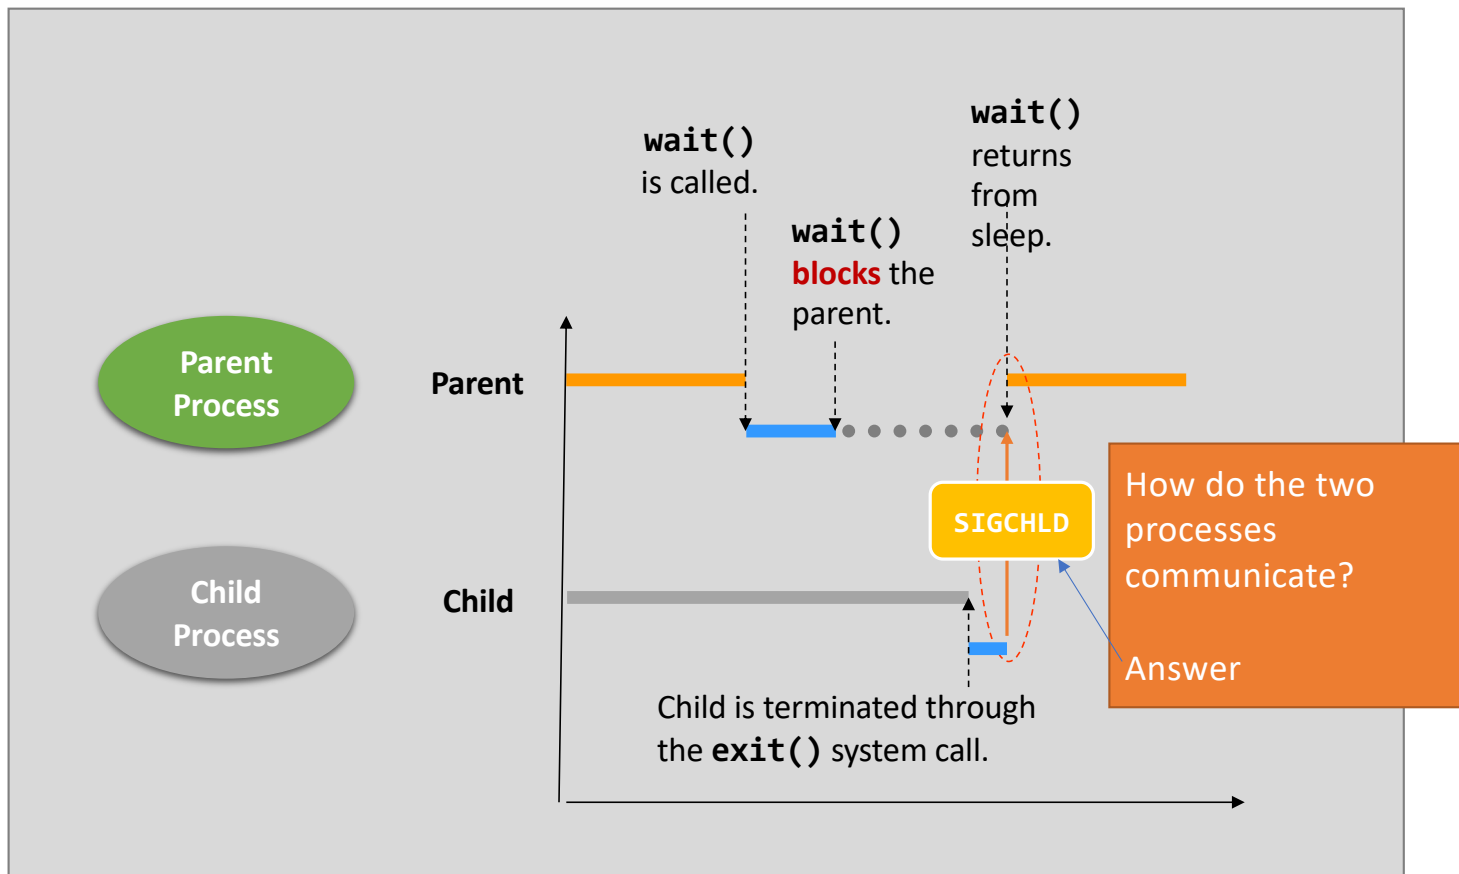 wait()
is called.
wait()
blocks the
parent.
wait()
returns
from
sleep.
Parent
Process
Parent
Child
Process
Child
SIGCHLD
How do the two
processes
communicate?
Answer
Child is terminated through
the exit() system call.